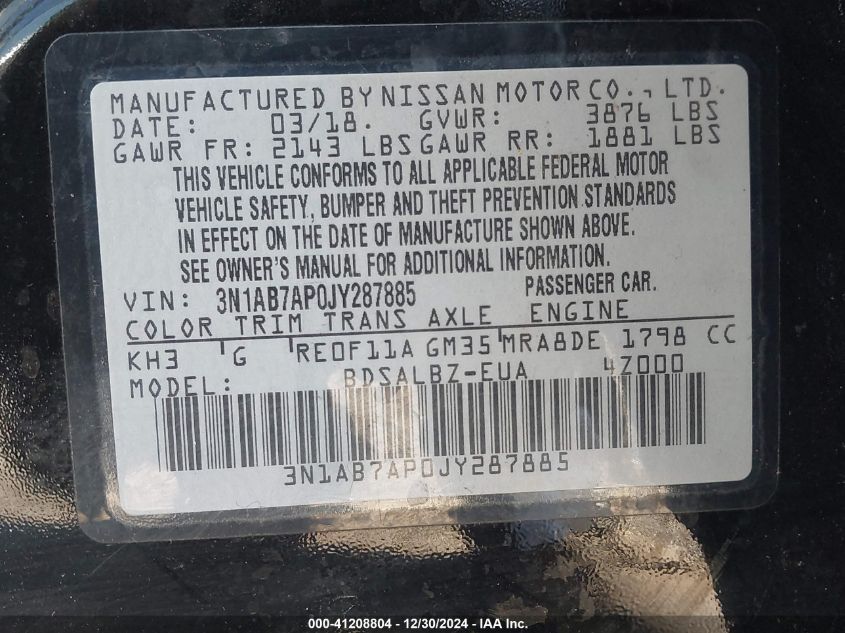 MANUFACTURED BY NISSAN MOTOR CO., LTD.
DATE: 03/18. GVWR: 3876 LBS
GAWR FR: 2143 LBS GAWR RR: 1881 LBS
THIS VEHICLE CONFORMS TO ALL APPLICABLE FEDERAL MOTOR
VEHICLE SAFETY, BUMPER AND THEFT PREVENTION STANDARDS
IN EFFECT ON THE DATE OF MANUFACTURE SHOWN ABOVE.
SEE OWNER'S MANUAL FOR ADDITIONAL INFORMATION.
VIN: 3N1AB7AP0JY287885 PASSENGER CAR.
COLOR TRIM TRANS AXLE ENGINE
KH3 G RE0F11A GM35 MRA8DE 1798 CC
MODEL: BDSALBZ-EUA 4Z000
3N1AB7AP0JY287885
000-41208804 - 12/30/2024 - IAAI.com